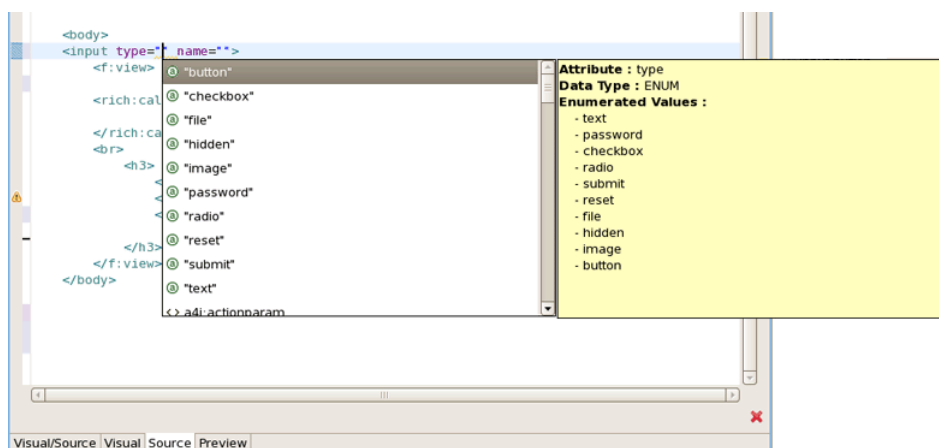 <body>
<input type="" name="">
<f:view>
<rich:cal
</rich:ca
<br>
<h3>
<
<
<
</h3>
</f:view>
</body>
"button"
"checkbox"
"file"
"hidden"
"image"
"password"
"radio"
"reset"
"submit"
"text"
<> a4j:actionparam
Attribute : type
Data Type : ENUM
Enumerated Values :
- text
- password
- checkbox
- radio
- submit
- reset
- file
- hidden
- image
- button
Visual/Source Visual Source Preview